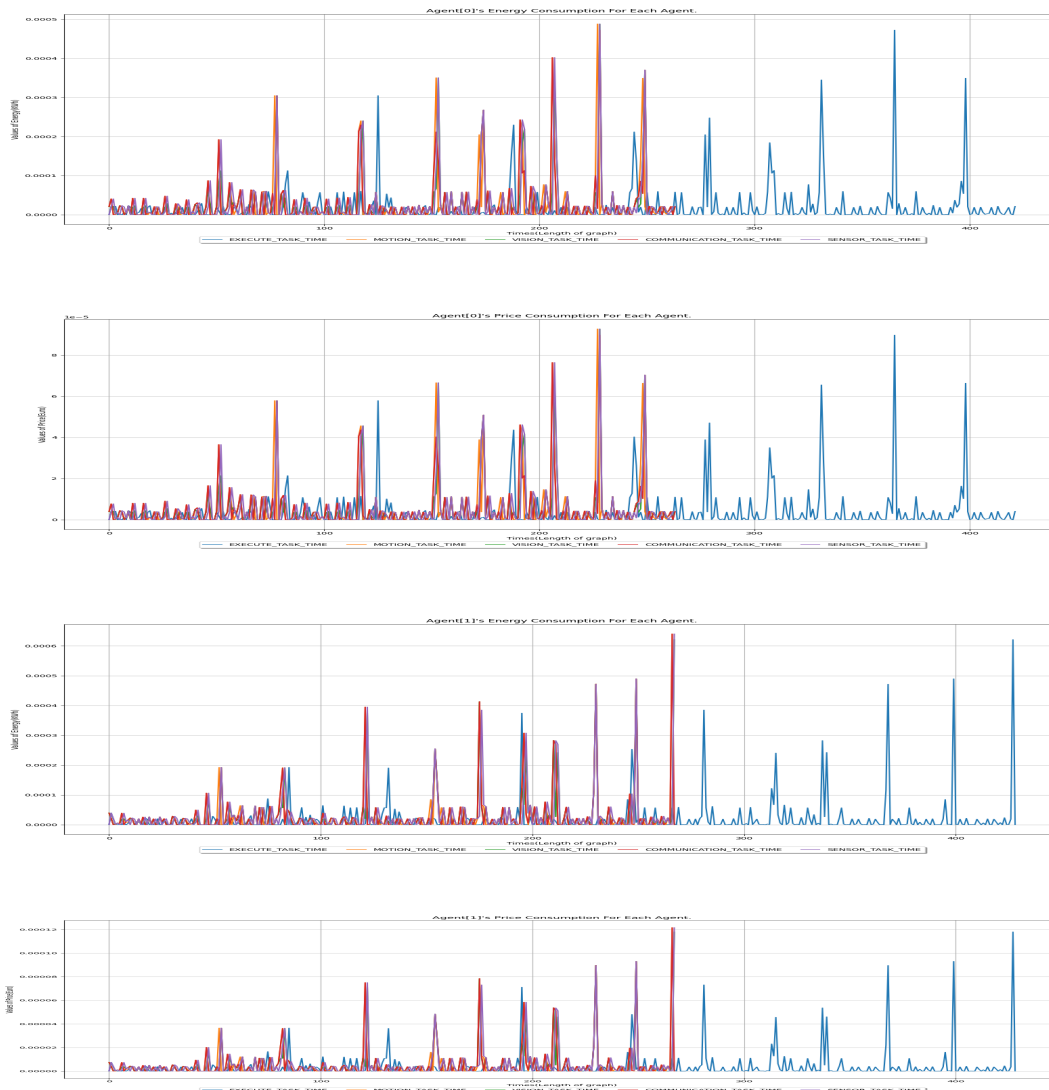 Agent[0]'s Energy Consumption For Each Agent.
0.0005
0.0004
0.0003
0.0002
0.0001
0.0000
Values of Energy(kWh)
0 100 200 300 400
Times(Length of graph)
EXECUTE_TASK_TIME MOTION_TASK_TIME VISION_TASK_TIME COMMUNICATION_TASK_TIME SENSOR_TASK_TIME
Agent[0]'s Price Consumption For Each Agent.
1e−5
8
6
4
2
0
Values of Price(Euro)
0 100 200 300 400
Times(Length of graph)
EXECUTE_TASK_TIME MOTION_TASK_TIME VISION_TASK_TIME COMMUNICATION_TASK_TIME SENSOR_TASK_TIME
Agent[1]'s Energy Consumption For Each Agent.
0.0006
0.0005
0.0004
0.0003
0.0002
0.0001
0.0000
Values of Energy(kWh)
0 100 200 300 400
Times(Length of graph)
EXECUTE_TASK_TIME MOTION_TASK_TIME VISION_TASK_TIME COMMUNICATION_TASK_TIME SENSOR_TASK_TIME
Agent[1]'s Price Consumption For Each Agent.
0.00012
0.00010
0.00008
0.00006
0.00004
0.00002
0.00000
Values of Price(Euro)
0 100 200 300 400
Times(Length of graph)